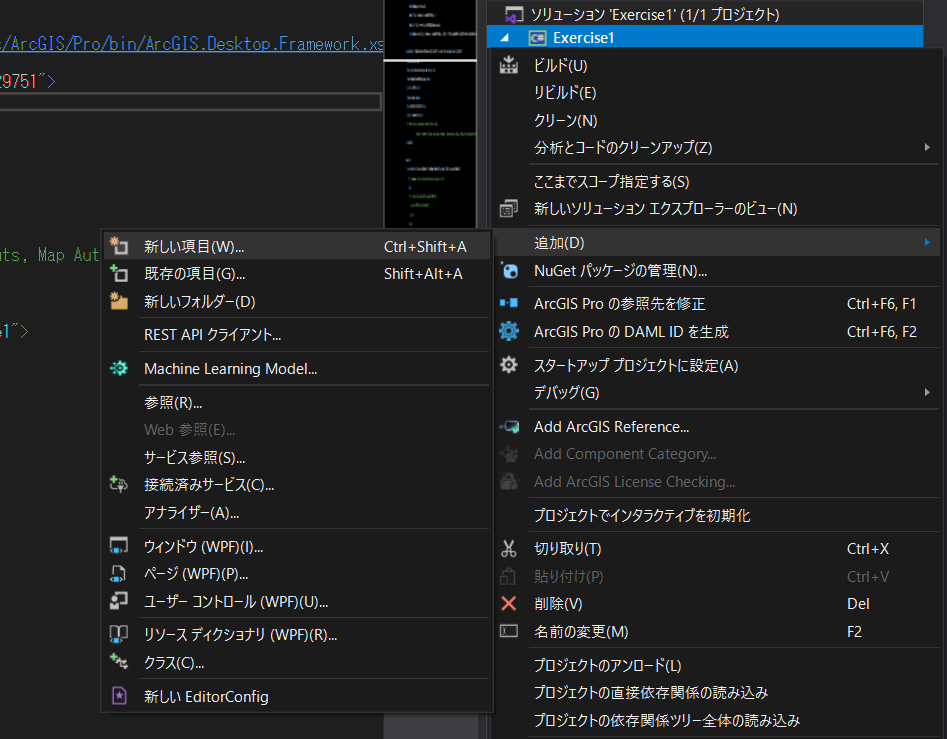 ソリューション 'Exercise1' (1/1 プロジェクト)
/ArcGIS/Pro/bin/ArcGIS.Desktop.Framework.xs
C# Exercise1
ビルド(U)
29751">
リビルド(E)
クリーン(N)
分析とコードのクリーンアップ(Z)
ここまでスコープ指定する(S)
新しいソリューション エクスプローラーのビュー(N)
追加(D)
新しい項目(W)... Ctrl+Shift+A
uts, Map Aut
既存の項目(G)... Shift+Alt+A
新しいフォルダー(D)
REST API クライアント...
1">
Machine Learning Model...
参照(R)...
Web 参照(E)...
サービス参照(S)...
接続済みサービス(C)...
アナライザー(A)...
ウィンドウ (WPF)(I)...
ページ (WPF)(P)...
ユーザー コントロール (WPF)(U)...
リソース ディクショナリ (WPF)(R)...
クラス(C)...
新しい EditorConfig
NuGet パッケージの管理(N)...
ArcGIS Pro の参照先を修正 Ctrl+F6, F1
ArcGIS Pro の DAML ID を生成 Ctrl+F6, F2
スタートアップ プロジェクトに設定(A)
デバッグ(G)
Add ArcGIS Reference...
Add Component Category...
Add ArcGIS License Checking...
プロジェクトでインタラクティブを初期化
切り取り(T) Ctrl+X
貼り付け(P) Ctrl+V
削除(V) Del
名前の変更(M) F2
プロジェクトのアンロード(L)
プロジェクトの直接依存関係の読み込み
プロジェクトの依存関係ツリー全体の読み込み